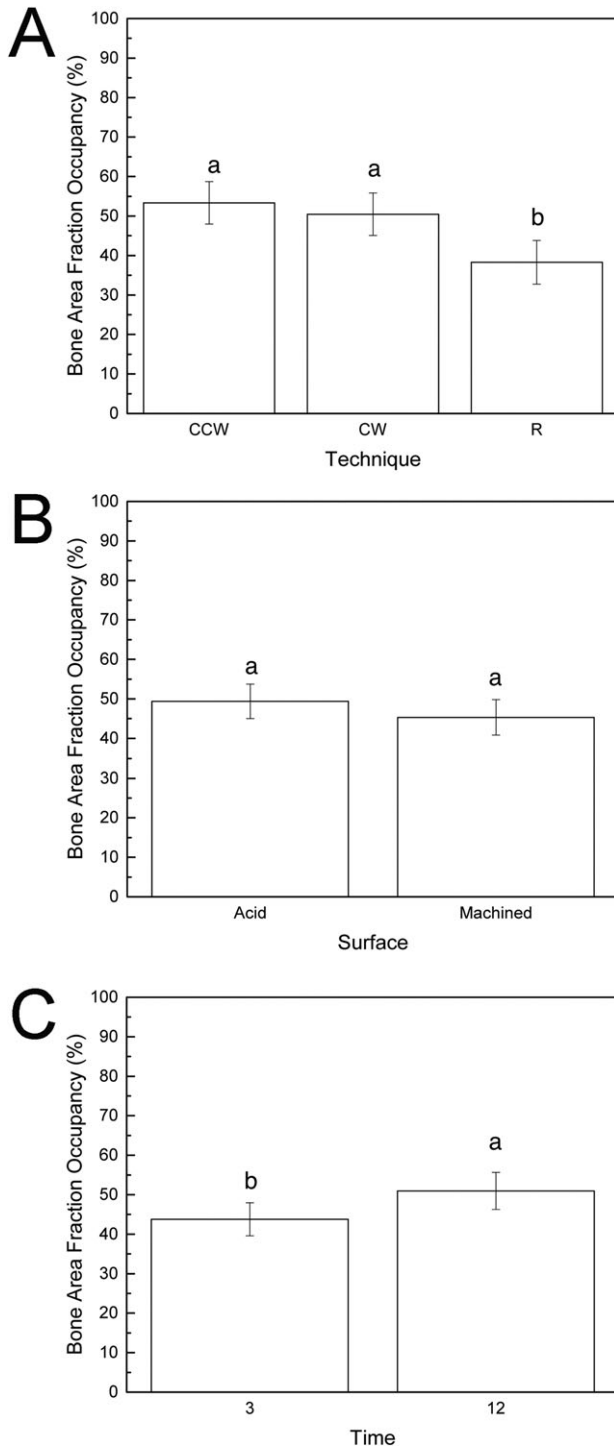 A
Bone Area Fraction Occupancy (%)
100
90
80
70
60
50
40
30
20
10
0
a
a
b
CCW
CW
R
Technique
B
Bone Area Fraction Occupancy (%)
100
90
80
70
60
50
40
30
20
10
0
a
a
Acid
Machined
Surface
C
Bone Area Fraction Occupancy (%)
100
90
80
70
60
50
40
30
20
10
0
b
a
3
12
Time